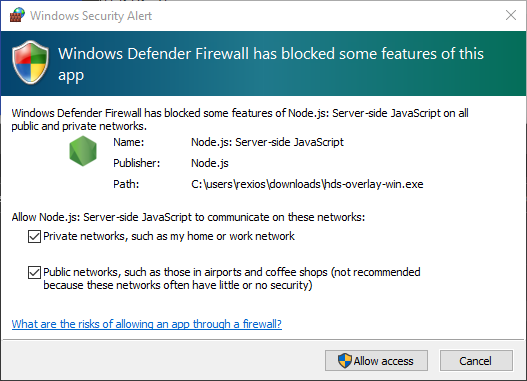 Windows Security Alert
Windows Defender Firewall has blocked some features of this
app
Windows Defender Firewall has blocked some features of Node.js: Server-side JavaScript on all
public and private networks.
Name: Node.js: Server-side JavaScript
Publisher: Node.js
Path: C:\users\rexios\downloads\hds-overlay-win.exe
Allow Node.js: Server-side JavaScript to communicate on these networks:
Private networks, such as my home or work network
Public networks, such as those in airports and coffee shops (not recommended
because these networks often have little or no security)
What are the risks of allowing an app through a firewall?
Allow access Cancel